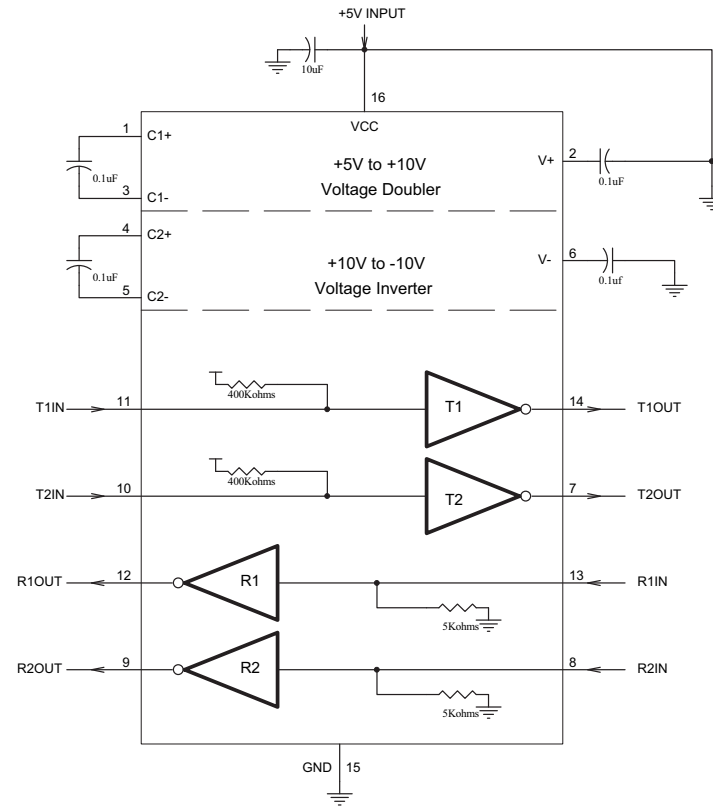 +5V INPUT
10uF
16
VCC
1
C1+
+5V to +10V
Voltage Doubler
V+
2
0.1uF
0.1uF
3
C1-
4
C2+
+10V to -10V
Voltage Inverter
V-
6
0.1uf
0.1uF
5
C2-
400Kohms
T1IN
11
T1
14
T1OUT
400Kohms
T2IN
10
T2
7
T2OUT
R1OUT
12
R1
13
R1IN
5Kohms
R2OUT
9
R2
8
R2IN
5Kohms
GND
15